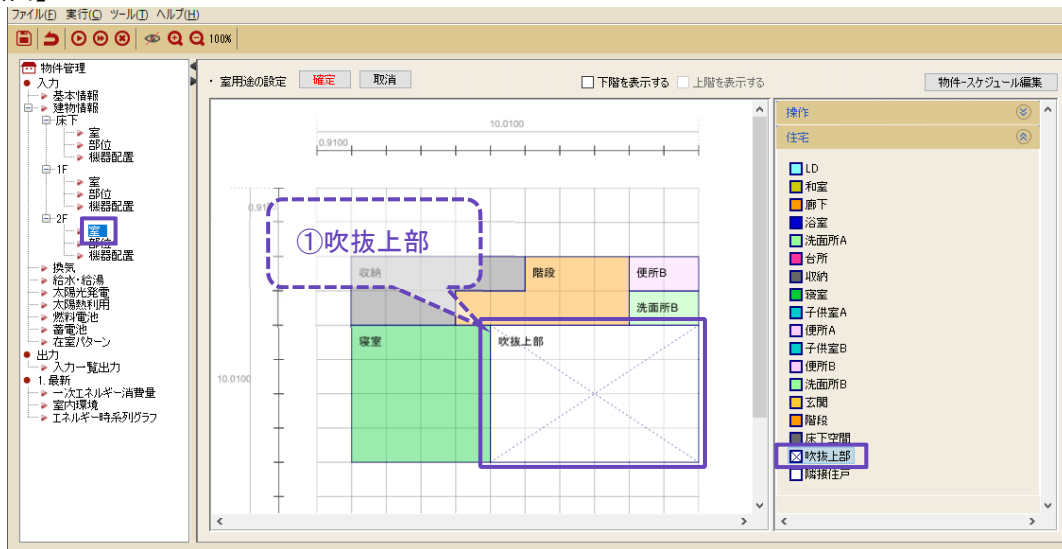 ファイル(F) 実行(C) ツール(T) ヘルプ(H)
100%
物件管理
入力
基本情報
建物情報
床下
室
部位
機器配置
1F
室
部位
機器配置
2F
室
部位
機器配置
換気
給水・給湯
太陽光発電
太陽熱利用
燃料電池
蓄電池
在室パターン
出力
入力一覧出力
1.最新
一次エネルギー消費量
室内環境
エネルギー時系列グラフ
・室用途の設定 確定 取消 下階を表示する 上階を表示する 物件-スケジュール編集
10.0100
0.9100
①吹抜上部
収納 階段 便所B
洗面所B
寝室 吹抜上部
10.0100
操作
住宅
LD
和室
廊下
浴室
洗面所A
台所
収納
寝室
子供室A
便所A
子供室B
便所B
洗面所B
玄関
階段
床下空間
吹抜上部
隣接住戸